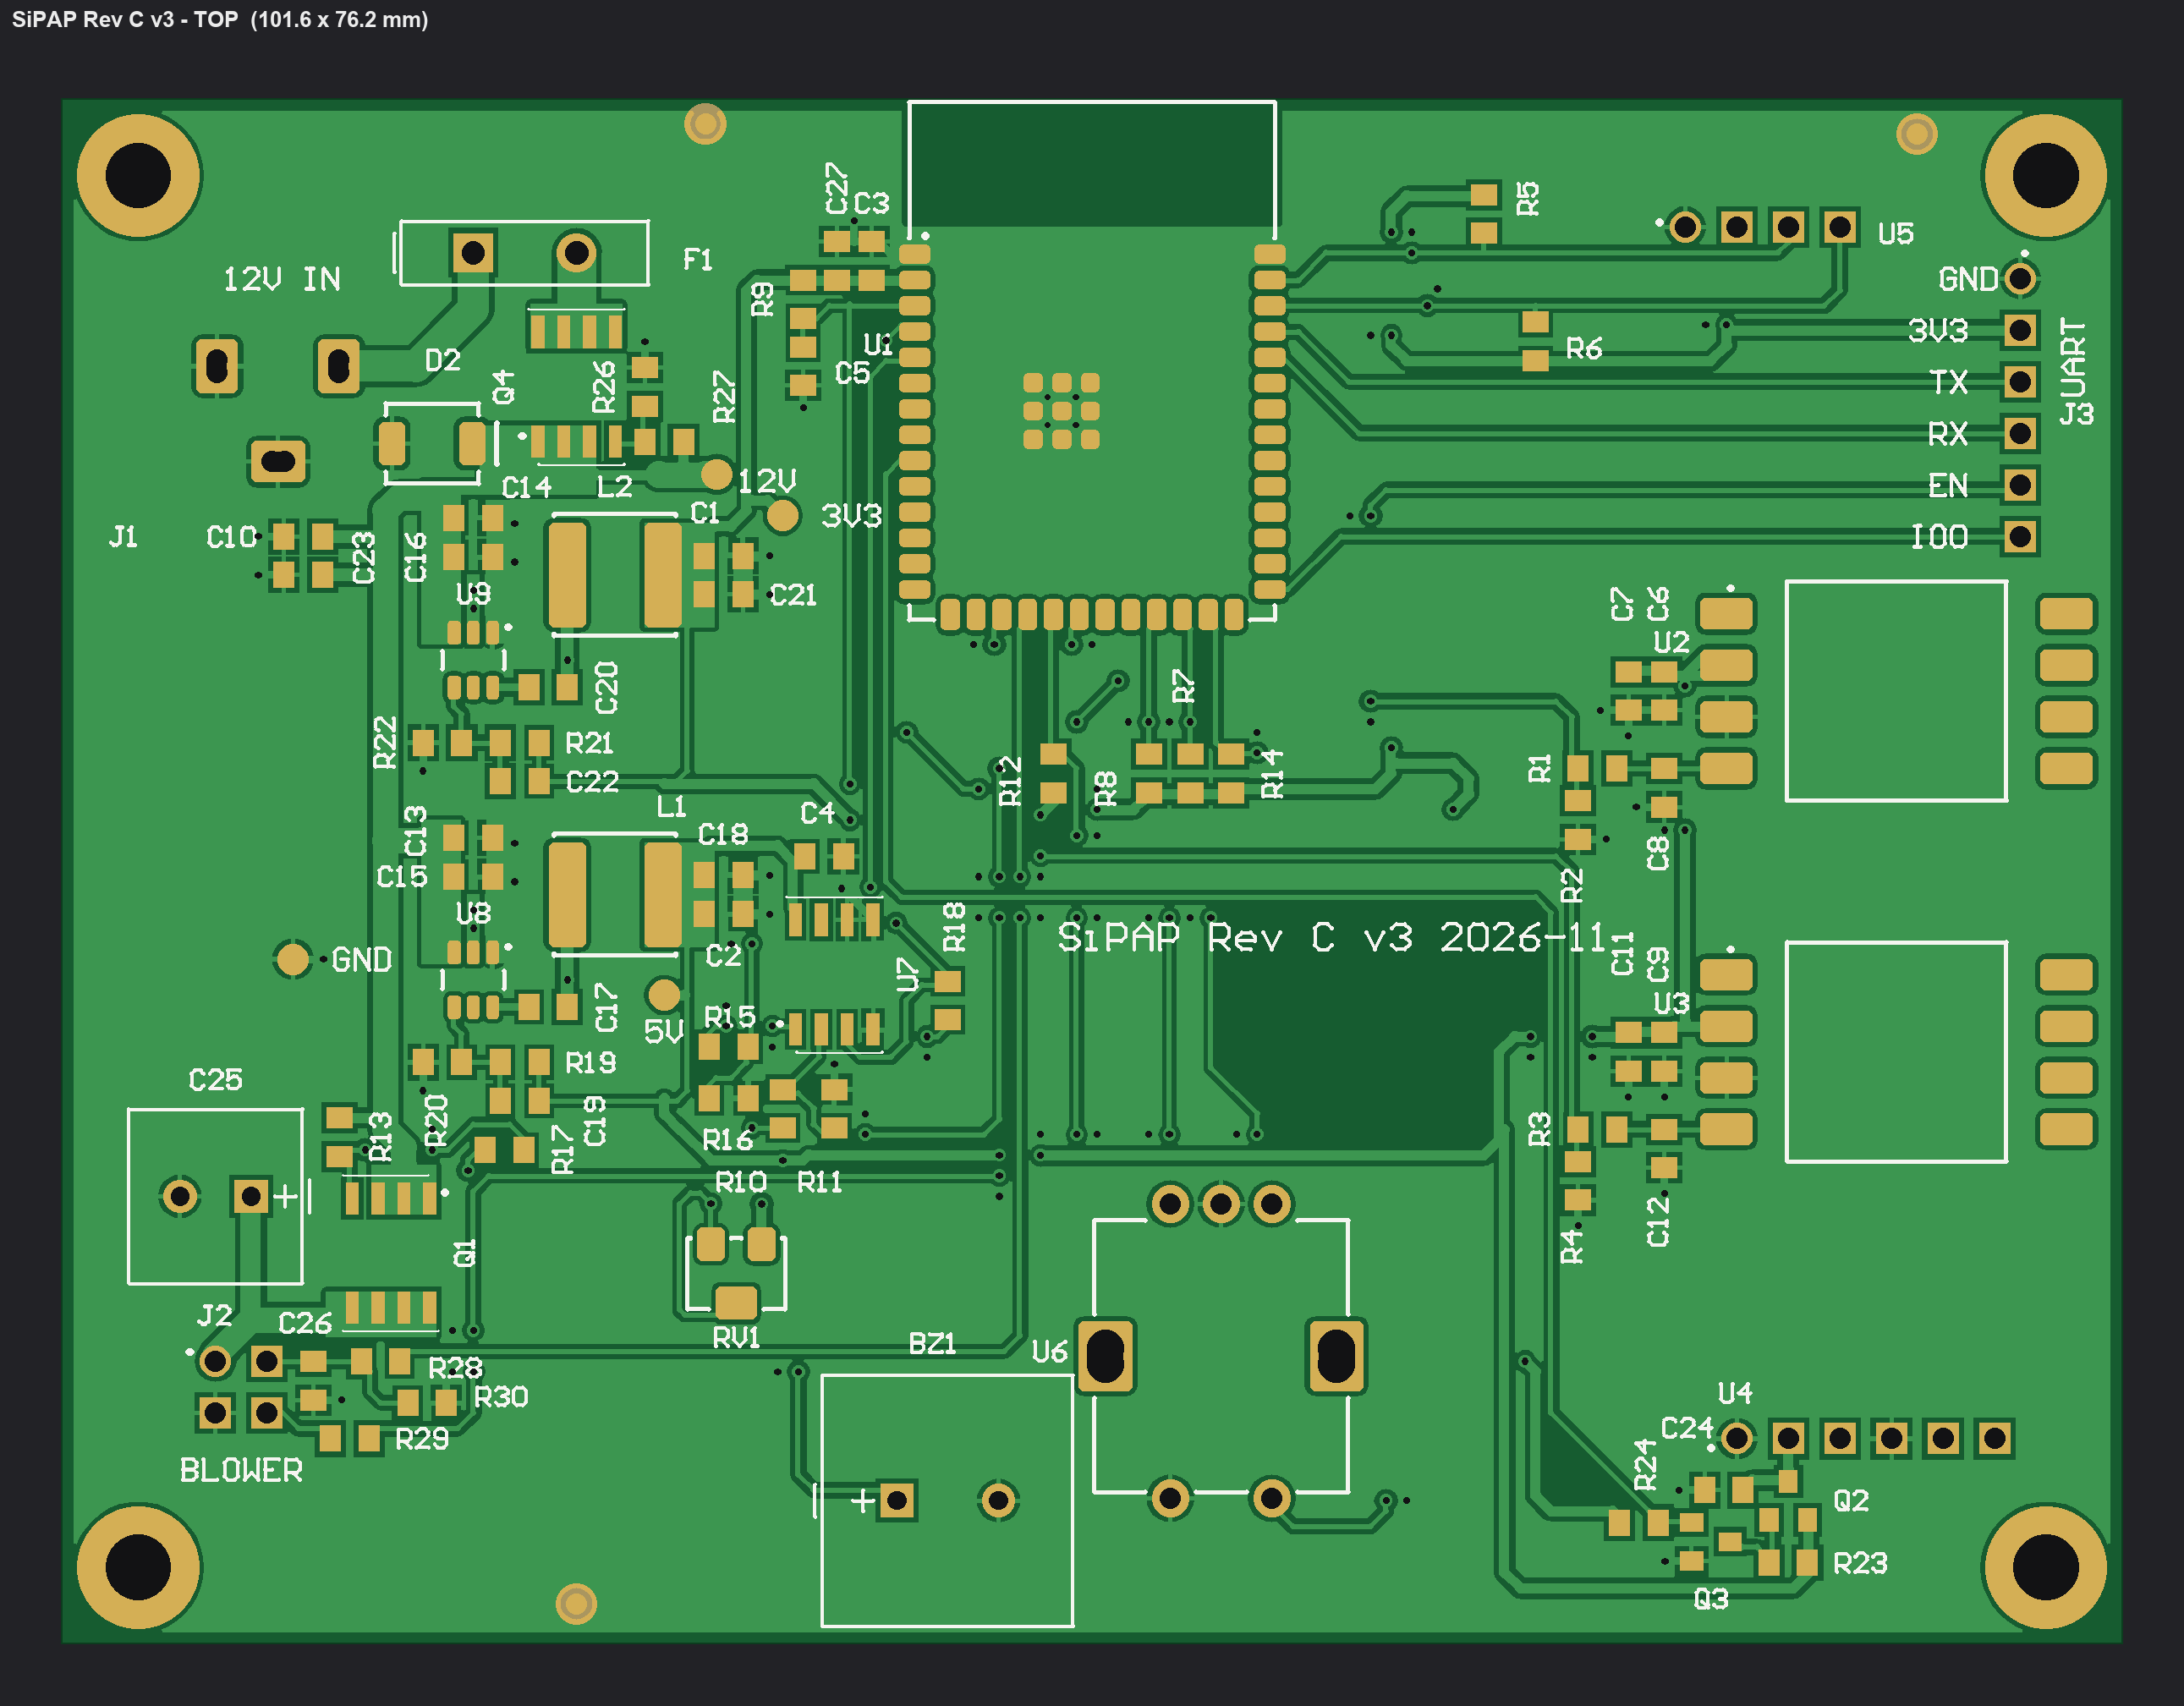 SiPAP Rev C v3 - TOP (101.6 x 76.2 mm)
C27
C3
R5
U5
F1
12V IN
GND
R9
3V3
UART
U1
R6
D2
C5
Q4
R26
R27
TX
J3
RX
12V
C14
L2
EN
C1
3V3
J1
C10
C23
C16
IO0
U9
C21
C7
C6
U2
C20
R7
R22
R21
R12
R8
R14
R1
C22
L1
C4
C13
C18
C8
C15
R2
U8
R18
SiPAP Rev C v3 2026-11
C11
C9
GND
C2
U7
C17
R15
U3
5V
R19
C25
R13
R20
C19
R17
R16
R3
R10
R11
C12
Q1
R4
J2
C26
RV1
BZ1
U6
R28
R30
U4
R29
C24
BLOWER
R24
Q2
R23
Q3